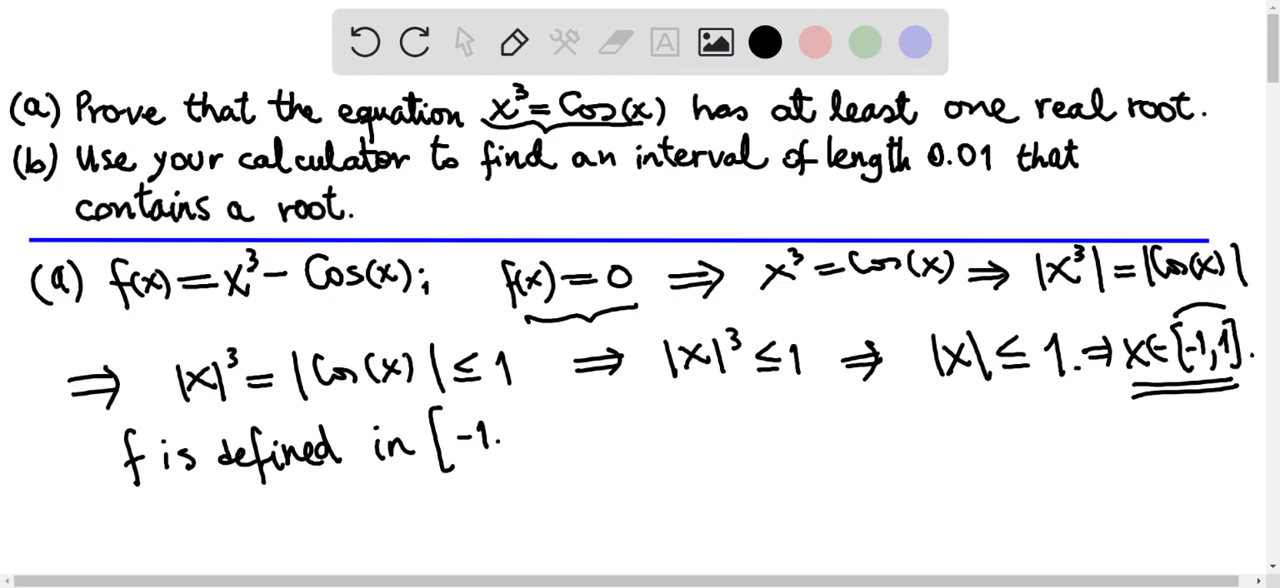 (a) Prove that the equation x³ = Cos(x) has at least one real root.
(b) Use your calculator to find an interval of length 0.01 that
contains a root.
(a) f(x) = x³ - Cos(x); f(x) = 0 ⇒ x³ = Cos(x) ⇒ |x³| = |Cos(x)|
⇒ |x|³ = |Cos(x)| ≤ 1 ⇒ |x|³ ≤ 1 ⇒ |x| ≤ 1. ⇒ x ∈ [-1, 1].
f is defined in [-1.